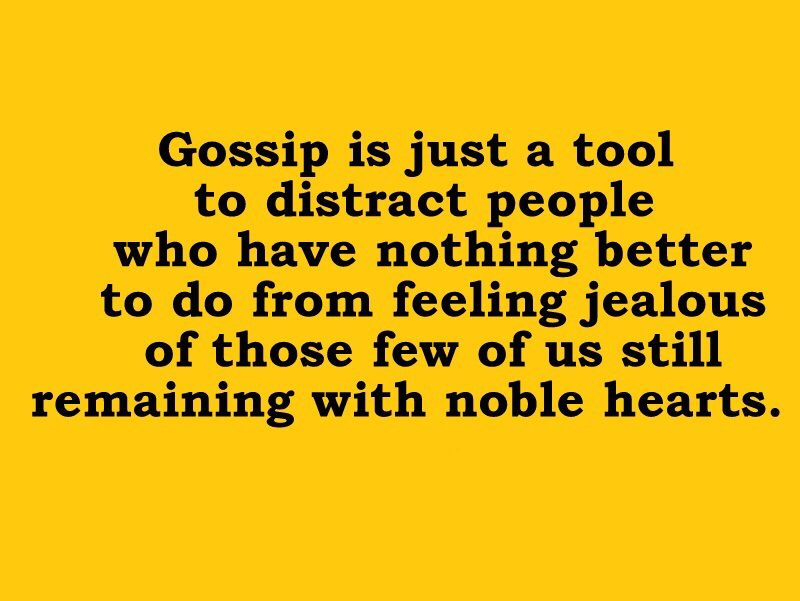 Gossip is just a tool
to distract people
who have nothing better
to do from feeling jealous
of those few of us still
remaining with noble hearts.